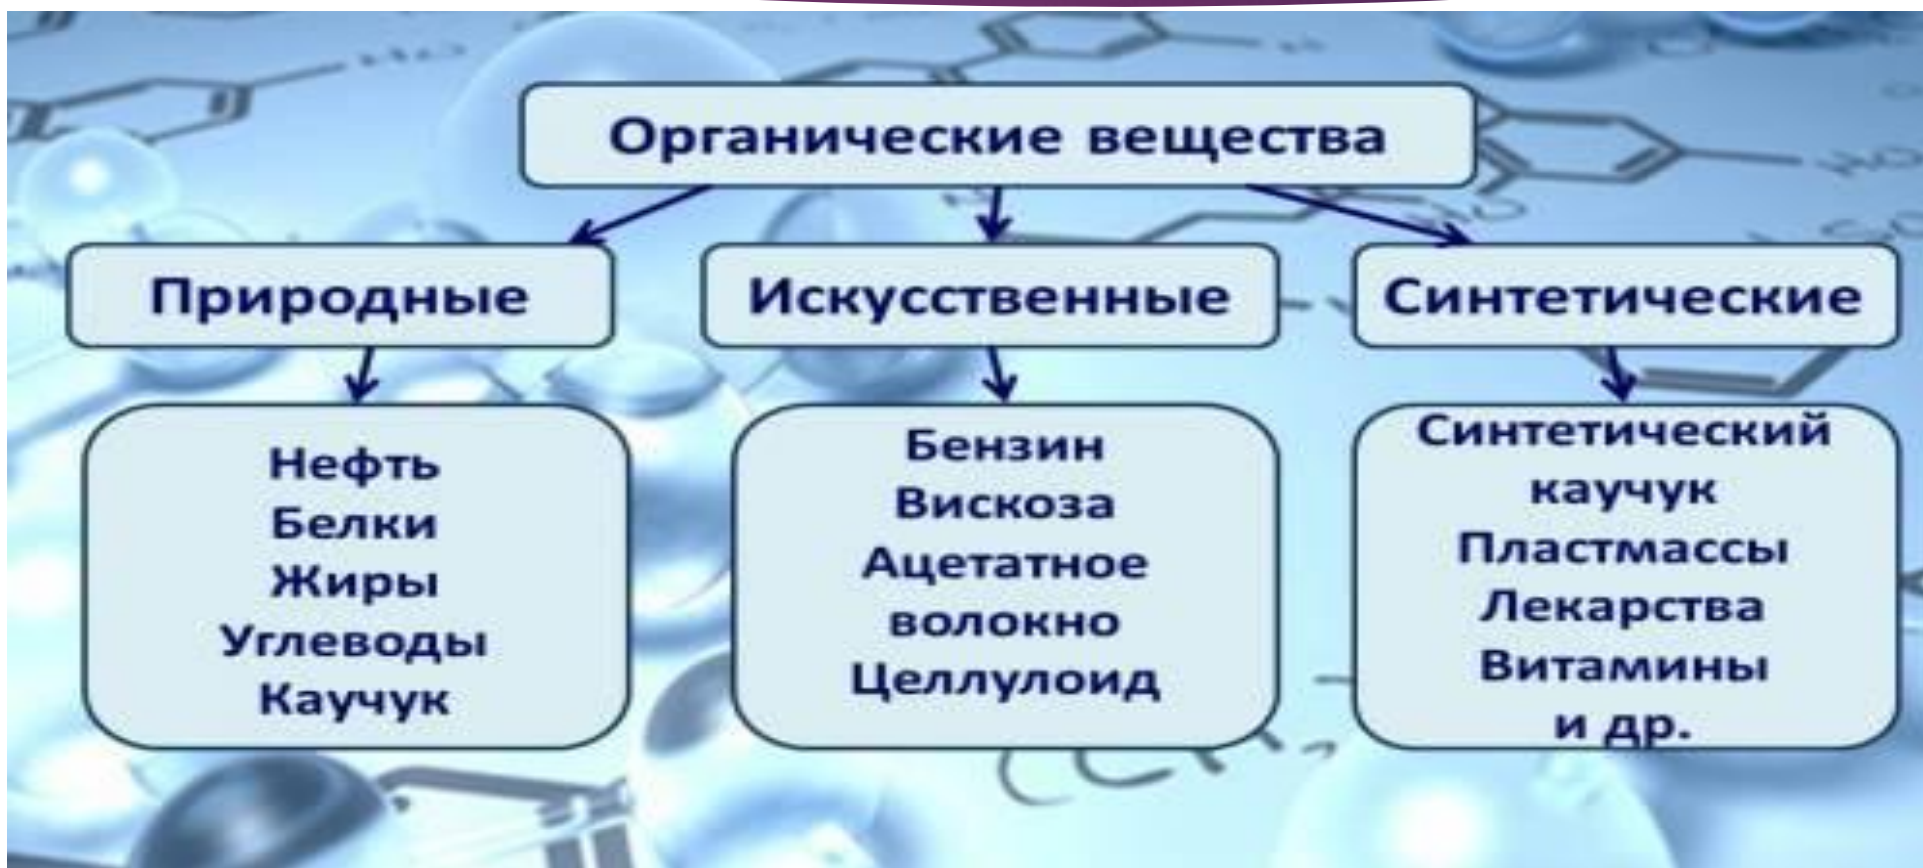 Органические вещества
Природные
Искусственные
Синтетические
Нефть
Белки
Жиры
Углеводы
Каучук
Бензин
Вискоза
Ацетатное
волокно
Целлулоид
Синтетический
каучук
Пластмассы
Лекарства
Витамины
и др.